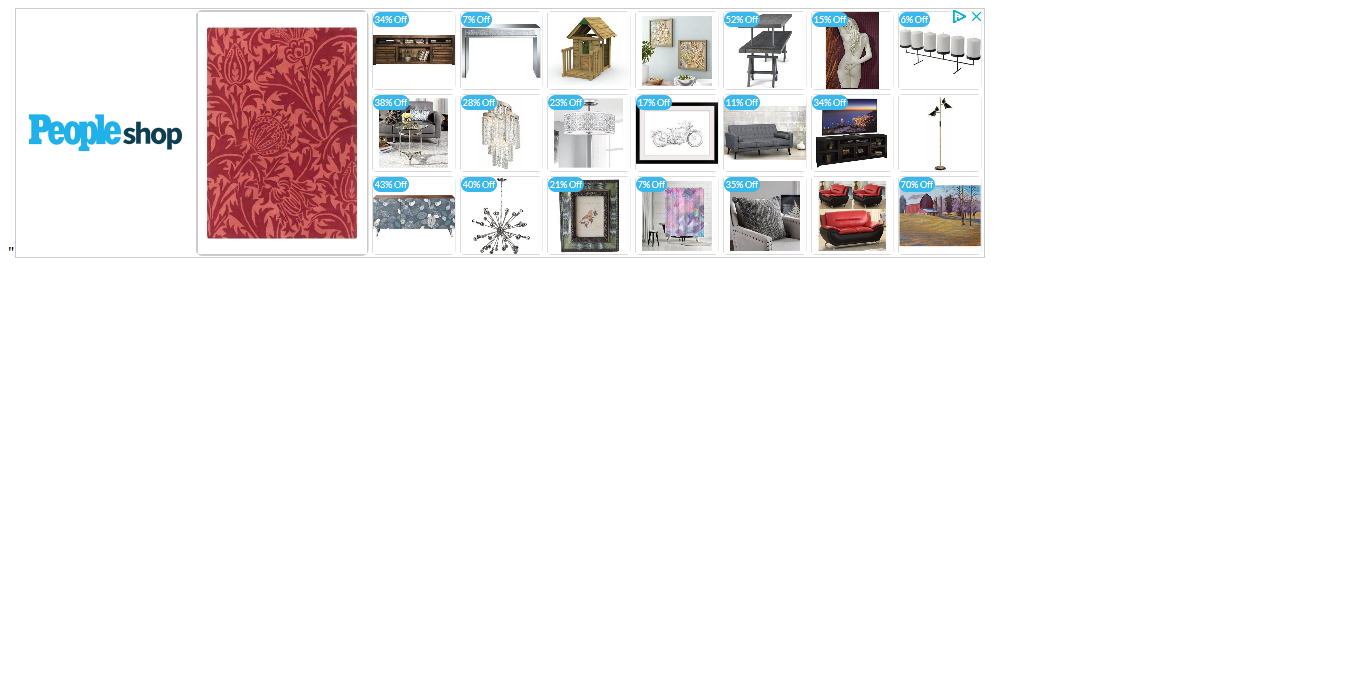 People shop
34% Off
7% Off
52% Off
15% Off
6% Off
38% Off
28% Off
23% Off
17% Off
11% Off
34% Off
43% Off
40% Off
21% Off
7% Off
35% Off
70% Off
"